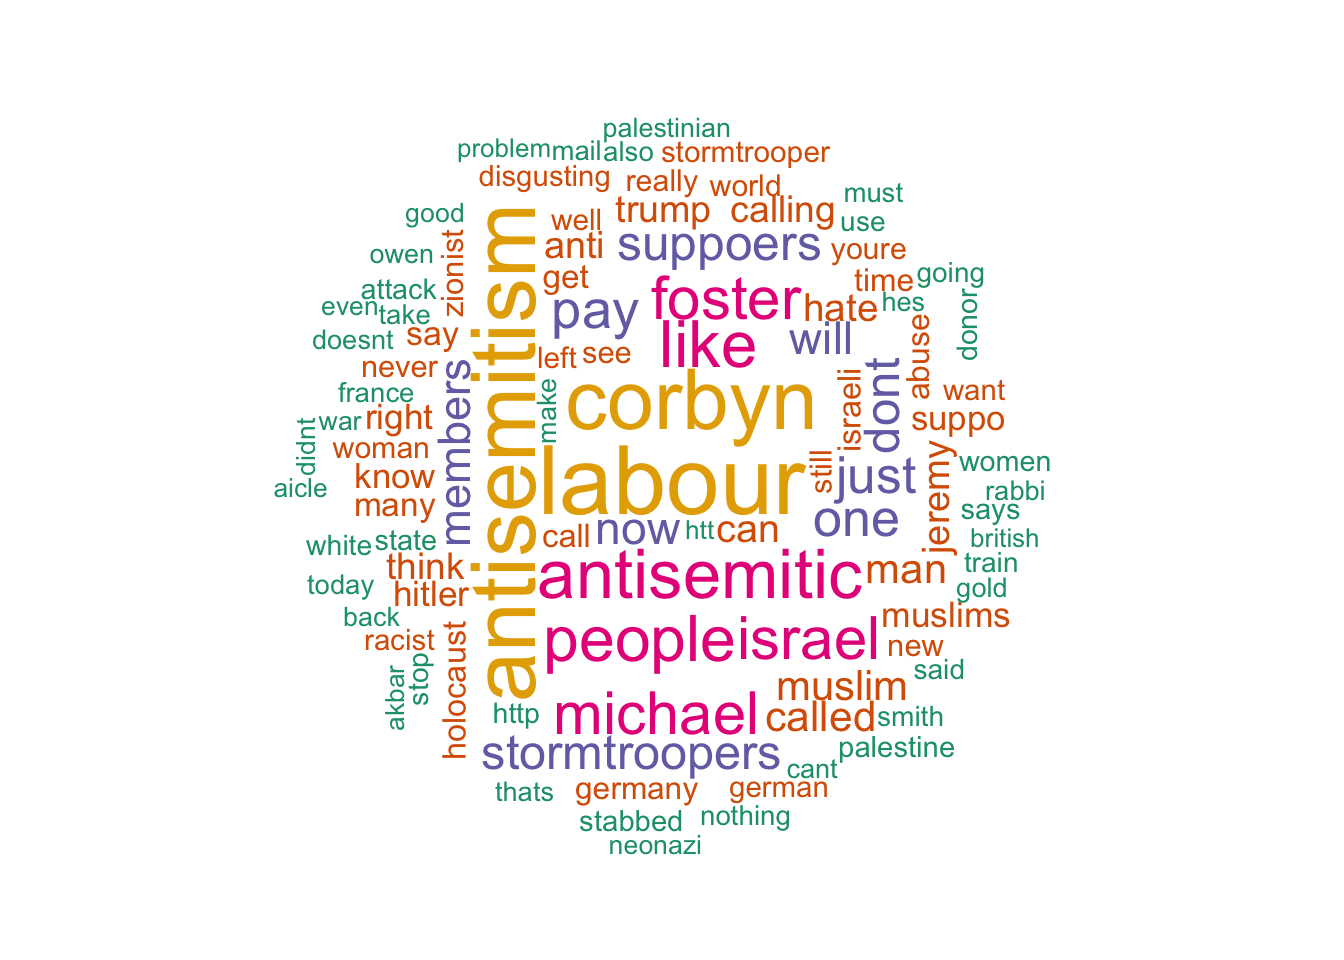 palestinian
problem mail also stormtrooper
disgusting really world
must
good well trump calling use
owen zionist anti suppoers youre
attack get time going
even take pay foster hate hes donor
doesnt say like will
never left see abuse
france members antisemitism make corbyn israeli dont want
war right suppo
didnt woman labour still just jeremy women
aicle know rabbi
many now htt can one says
white state call british
think antisemitic man train
today hitler gold
back muslims
racist people israel new
akbar stop holocaust muslim said
http michael called smith
stormtroopers palestine
cant
thats germany german
stabbed nothing
neonazi